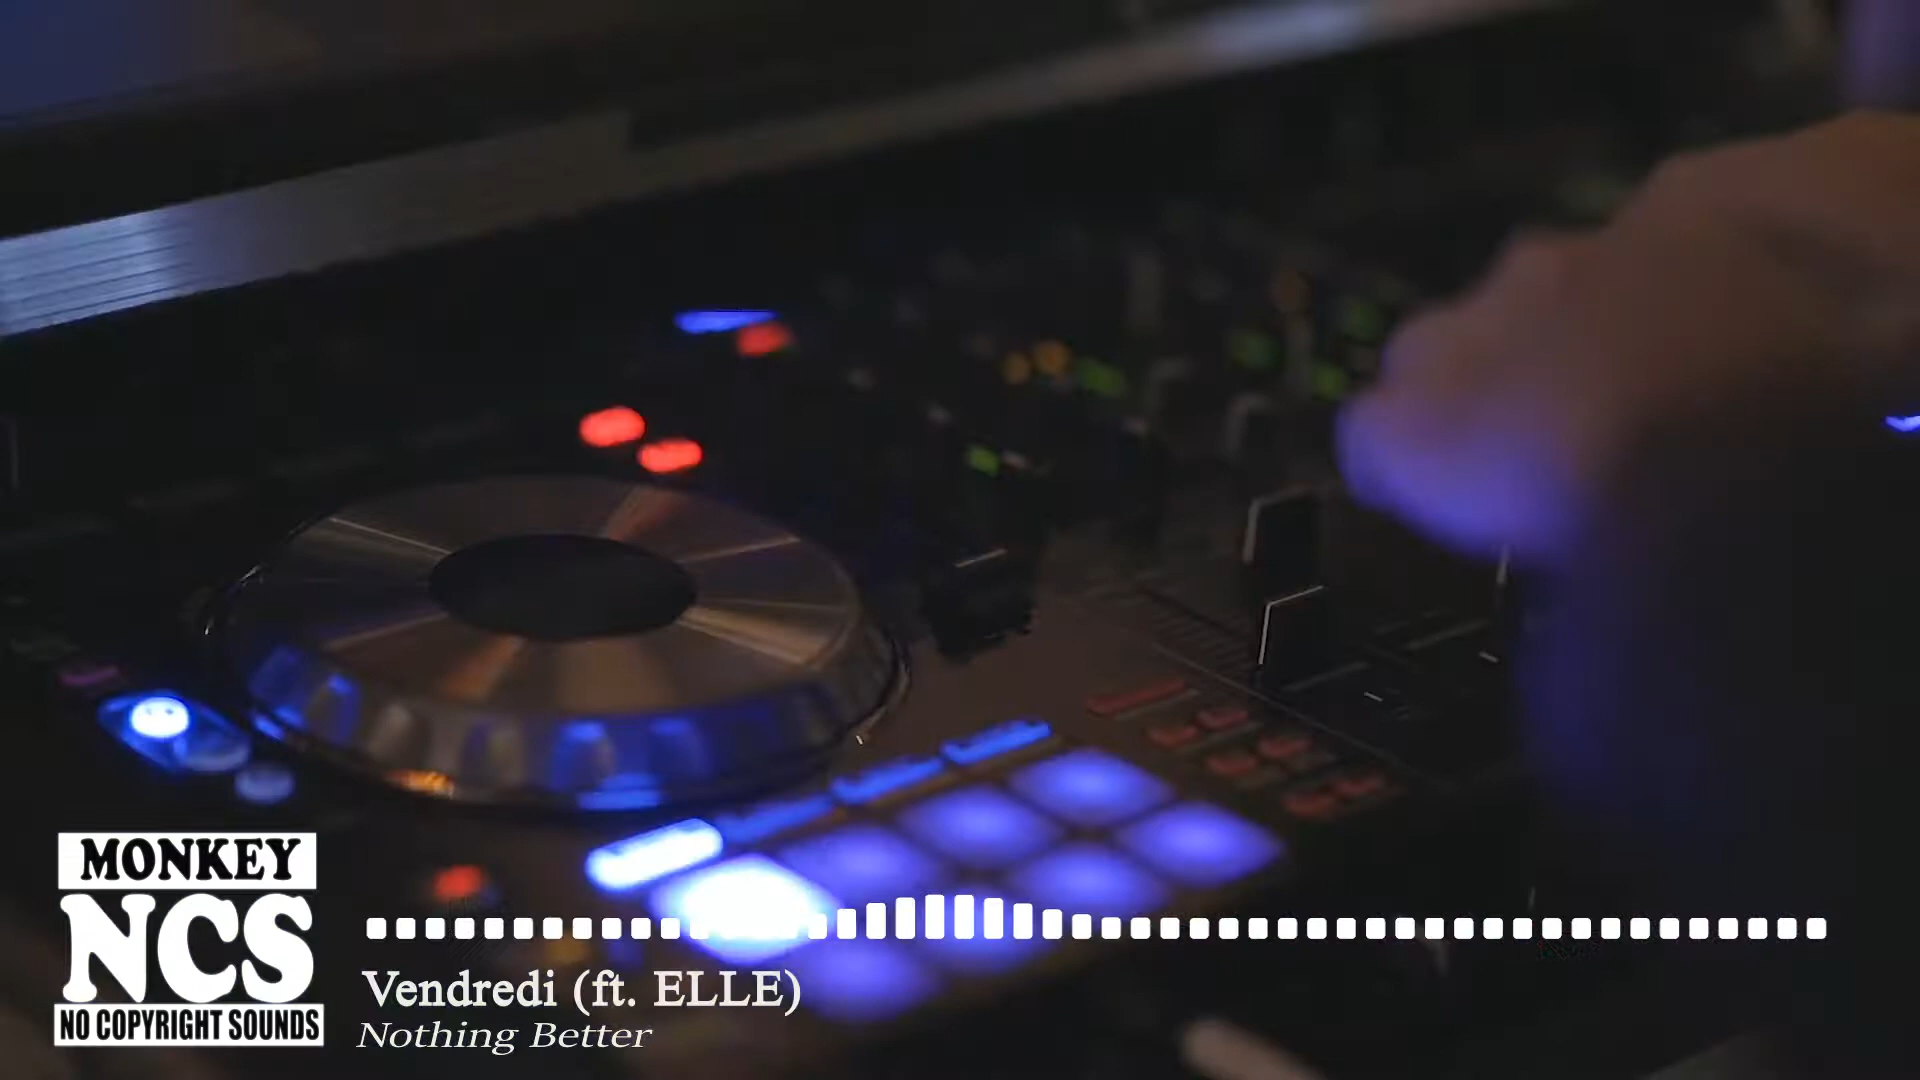 MONKEY
NCS
NO COPYRIGHT SOUNDS
Vendredi (ft. ELLE)
Nothing Better